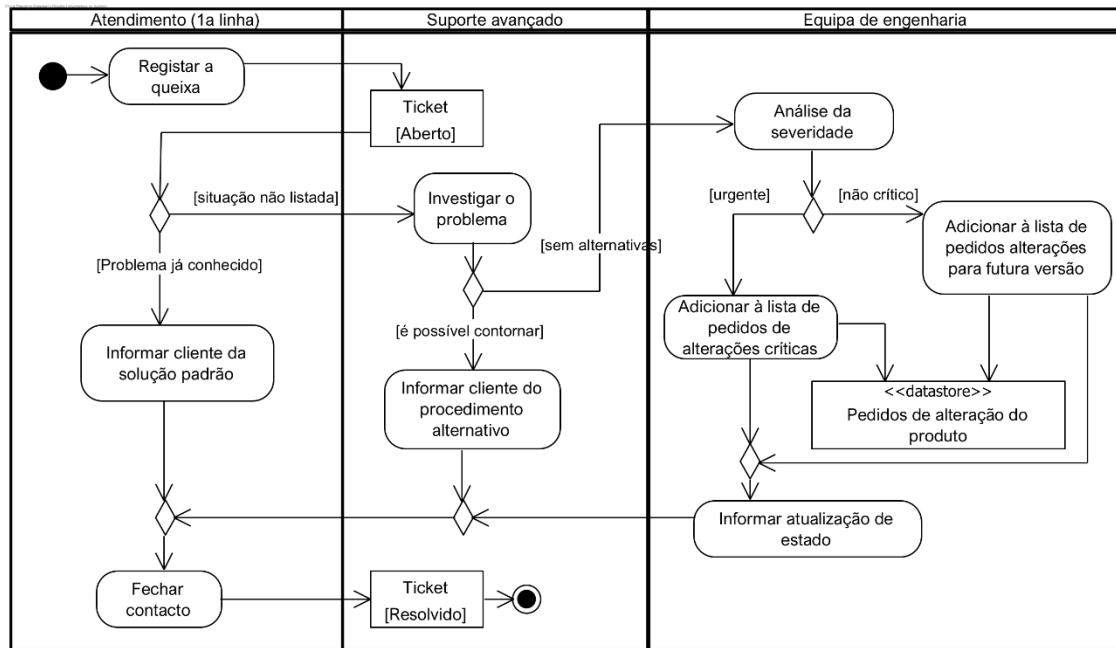 Atendimento (1a linha)
Suporte avançado
Equipa de engenharia
Registar a
queixa
Ticket
[Aberto]
Análise da
severidade
[situação não listada]
Investigar o
problema
[urgente]
[não crítico]
Adicionar à lista de
pedidos alterações
para futura versão
[sem alternativas]
[Problema já conhecido]
Adicionar à lista de
pedidos de
alterações críticas
[é possível contornar]
Informar cliente da
solução padrão
Informar cliente do
procedimento
alternativo
<<datastore>>
Pedidos de alteração do
produto
Informar atualização de
estado
Fechar
contacto
Ticket
[Resolvido]